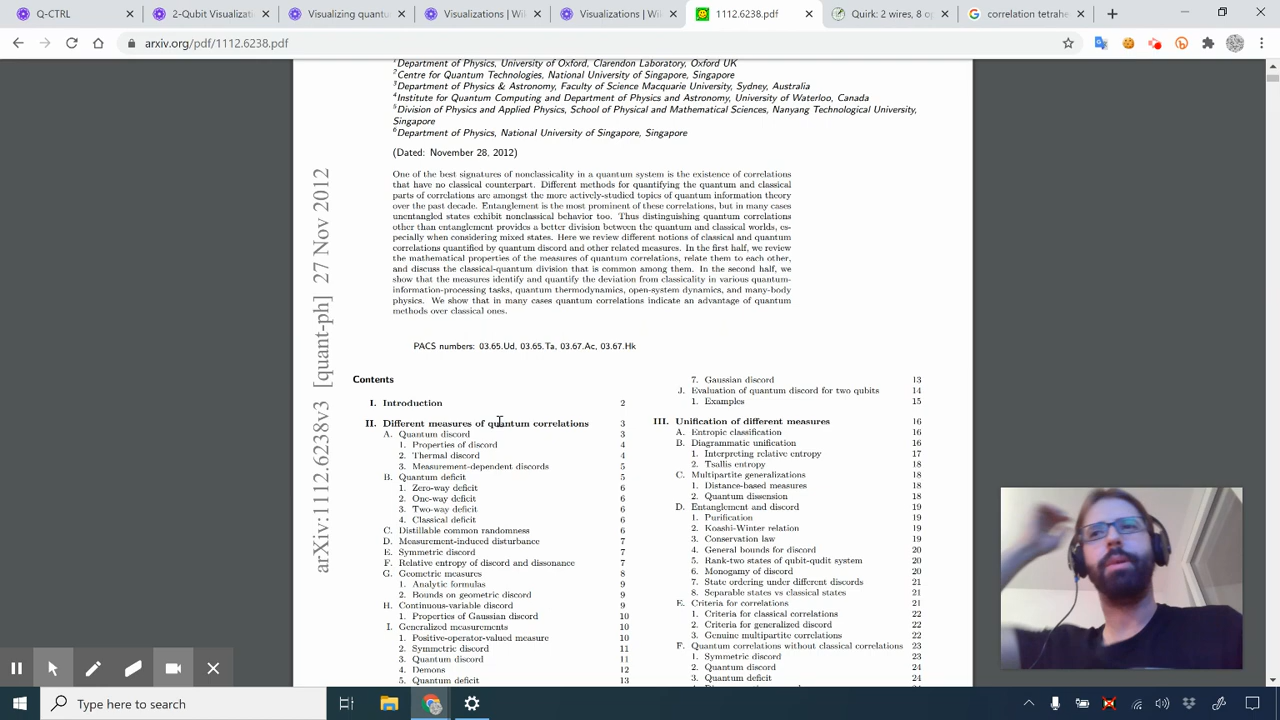 Q-CTRL
2-Qubit Visualizat
Visualizing quant
Visualizations | Wi
Visualizations | Wi
1112.6238.pdf
Quirk: 2 wires, 8 o
correlation tetrahe
arxiv.org/pdf/1112.6238.pdf
1Department of Physics, University of Oxford, Clarendon Laboratory, Oxford UK
2Centre for Quantum Technologies, National University of Singapore, Singapore
3Department of Physics & Astronomy, Faculty of Science Macquarie University, Sydney, Australia
4Institute for Quantum Computing and Department of Physics and Astronomy, University of Waterloo, Canada
5Division of Physics and Applied Physics, School of Physical and Mathematical Sciences, Nanyang Technological University,
Singapore
6Department of Physics, National University of Singapore, Singapore
(Dated: November 28, 2012)
One of the best signatures of nonclassicality in a quantum system is the existence of correlations
that have no classical counterpart. Different methods for quantifying the quantum and classical
parts of correlations are amongst the more actively-studied topics of quantum information theory
over the past decade. Entanglement is the most prominent of these correlations, but in many cases
unentangled states exhibit nonclassical behavior too. Thus distinguishing quantum correlations
other than entanglement provides a better division between the quantum and classical worlds, es-
pecially when considering mixed states. Here we review different notions of classical and quantum
correlations quantified by quantum discord and other related measures. In the first half, we review
the mathematical properties of the measures of quantum correlations, relate them to each other,
and discuss the classical-quantum division that is common among them. In the second half, we
show that the measures identify and quantify the deviation from classicality in various quantum-
information-processing tasks, quantum thermodynamics, open-system dynamics, and many-body
physics. We show that in many cases quantum correlations indicate an advantage of quantum
methods over classical ones.
PACS numbers: 03.65.Ud, 03.65.Ta, 03.67.Ac, 03.67.Hk
arXiv:1112.6238v3 [quant-ph] 27 Nov 2012
Contents
I. Introduction 2
II. Different measures of quantum correlations 3
A. Quantum discord 3
1. Properties of discord 4
2. Thermal discord 4
3. Measurement-dependent discords 5
B. Quantum deficit 5
1. Zero-way deficit 6
2. One-way deficit 6
3. Two-way deficit 6
4. Classical deficit 6
C. Distillable common randomness 6
D. Measurement-induced disturbance 7
E. Symmetric discord 7
F. Relative entropy of discord and dissonance 7
G. Geometric measures 8
1. Analytic formulas 9
2. Bounds on geometric discord 9
H. Continuous-variable discord 9
1. Properties of Gaussian discord 10
I. Generalized measurements 10
1. Positive-operator-valued measure 10
2. Symmetric discord 11
3. Quantum discord 11
4. Demons 12
5. Quantum deficit 13
7. Gaussian discord 13
J. Evaluation of quantum discord for two qubits 14
1. Examples 15
III. Unification of different measures 16
A. Entropic classification 16
B. Diagrammatic unification 16
1. Interpreting relative entropy 17
2. Tsallis entropy 18
C. Multipartite generalizations 18
1. Distance-based measures 18
2. Quantum dissension 18
D. Entanglement and discord 19
1. Purification 19
2. Koashi-Winter relation 19
3. Conservation law 19
4. General bounds for discord 20
5. Rank-two states of qubit-qudit system 20
6. Monogamy of discord 20
7. State ordering under different discords 21
8. Separable states vs classical states 21
E. Criteria for correlations 21
1. Criteria for classical correlations 22
2. Criteria for generalized discord 22
3. Genuine multipartite correlations 22
F. Quantum correlations without classical correlations 23
1. Symmetric discord 23
2. Quantum discord 24
3. Quantum deficit 24
Type here to search